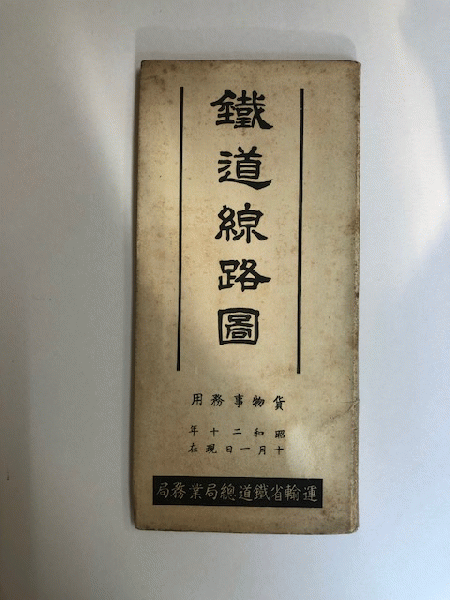 鐵道線路圖
貨物事務用
昭和二十年
十月一日現在
運輸省鐵道總局業務局